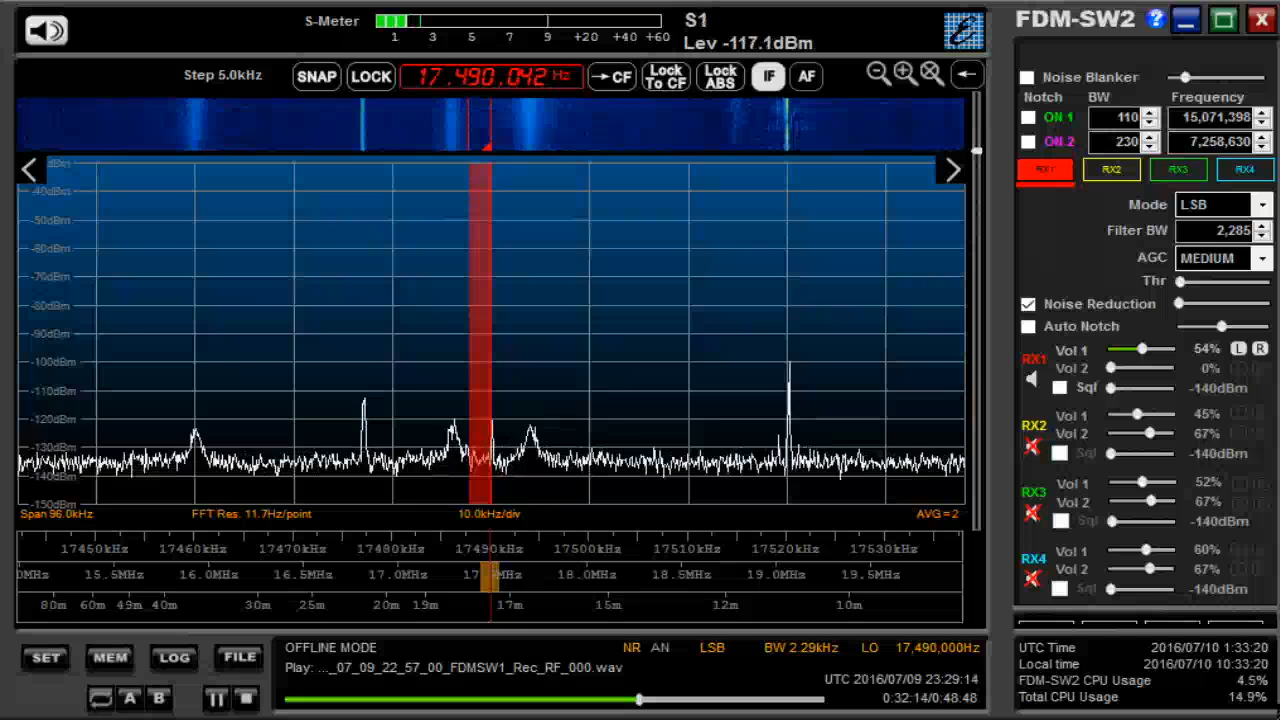 S-Meter
1 3 5 7 9 +20 +40 +60
S1
Lev -117.1dBm
FDM-SW2
?
Step 5.0kHz
SNAP
LOCK
17.490.042 Hz
→CF
Lock To CF
Lock ABS
IF
AF
-40dBm
-50dBm
-60dBm
-70dBm
-80dBm
-90dBm
-100dBm
-110dBm
-120dBm
-130dBm
-140dBm
-150dBm
Span 96.0kHz
FFT Res. 11.7Hz/point
10.0kHz/div
AVG=2
17450kHz 17460kHz 17470kHz 17480kHz 17490kHz 17500kHz 17510kHz 17520kHz 17530kHz
0MHz 15.5MHz 16.0MHz 16.5MHz 17.0MHz 18.0MHz 18.5MHz 19.0MHz 19.5MHz
80m 60m 49m 40m 30m 25m 20m 19m 17m 15m 12m 10m
Noise Blanker
Notch BW Frequency
ON 1 110 15,071,398
ON 2 230 7,258,630
RX1 RX2 RX3 RX4
Mode LSB
Filter BW 2,285
AGC MEDIUM
Thr
Noise Reduction
Auto Notch
RX1
Vol 1 54% L R
Vol 2 0%
Sql -140dBm
RX2
Vol 1 45%
Vol 2 67%
Sql -140dBm
RX3
Vol 1 52%
Vol 2 67%
Sql -140dBm
RX4
Vol 1 60%
Vol 2 67%
Sql -140dBm
SET
MEM
LOG
FILE
A
B
OFFLINE MODE
NR AN LSB BW 2.29kHz LO 17,490,000Hz
Play: ..._07_09_22_57_00_FDMSW1_Rec_RF_000.wav
UTC 2016/07/09 23:29:14
0:32:14/0:48:48
UTC Time 2016/07/10 1:33:20
Local time 2016/07/10 10:33:20
FDM-SW2 CPU Usage 4.5%
Total CPU Usage 14.9%